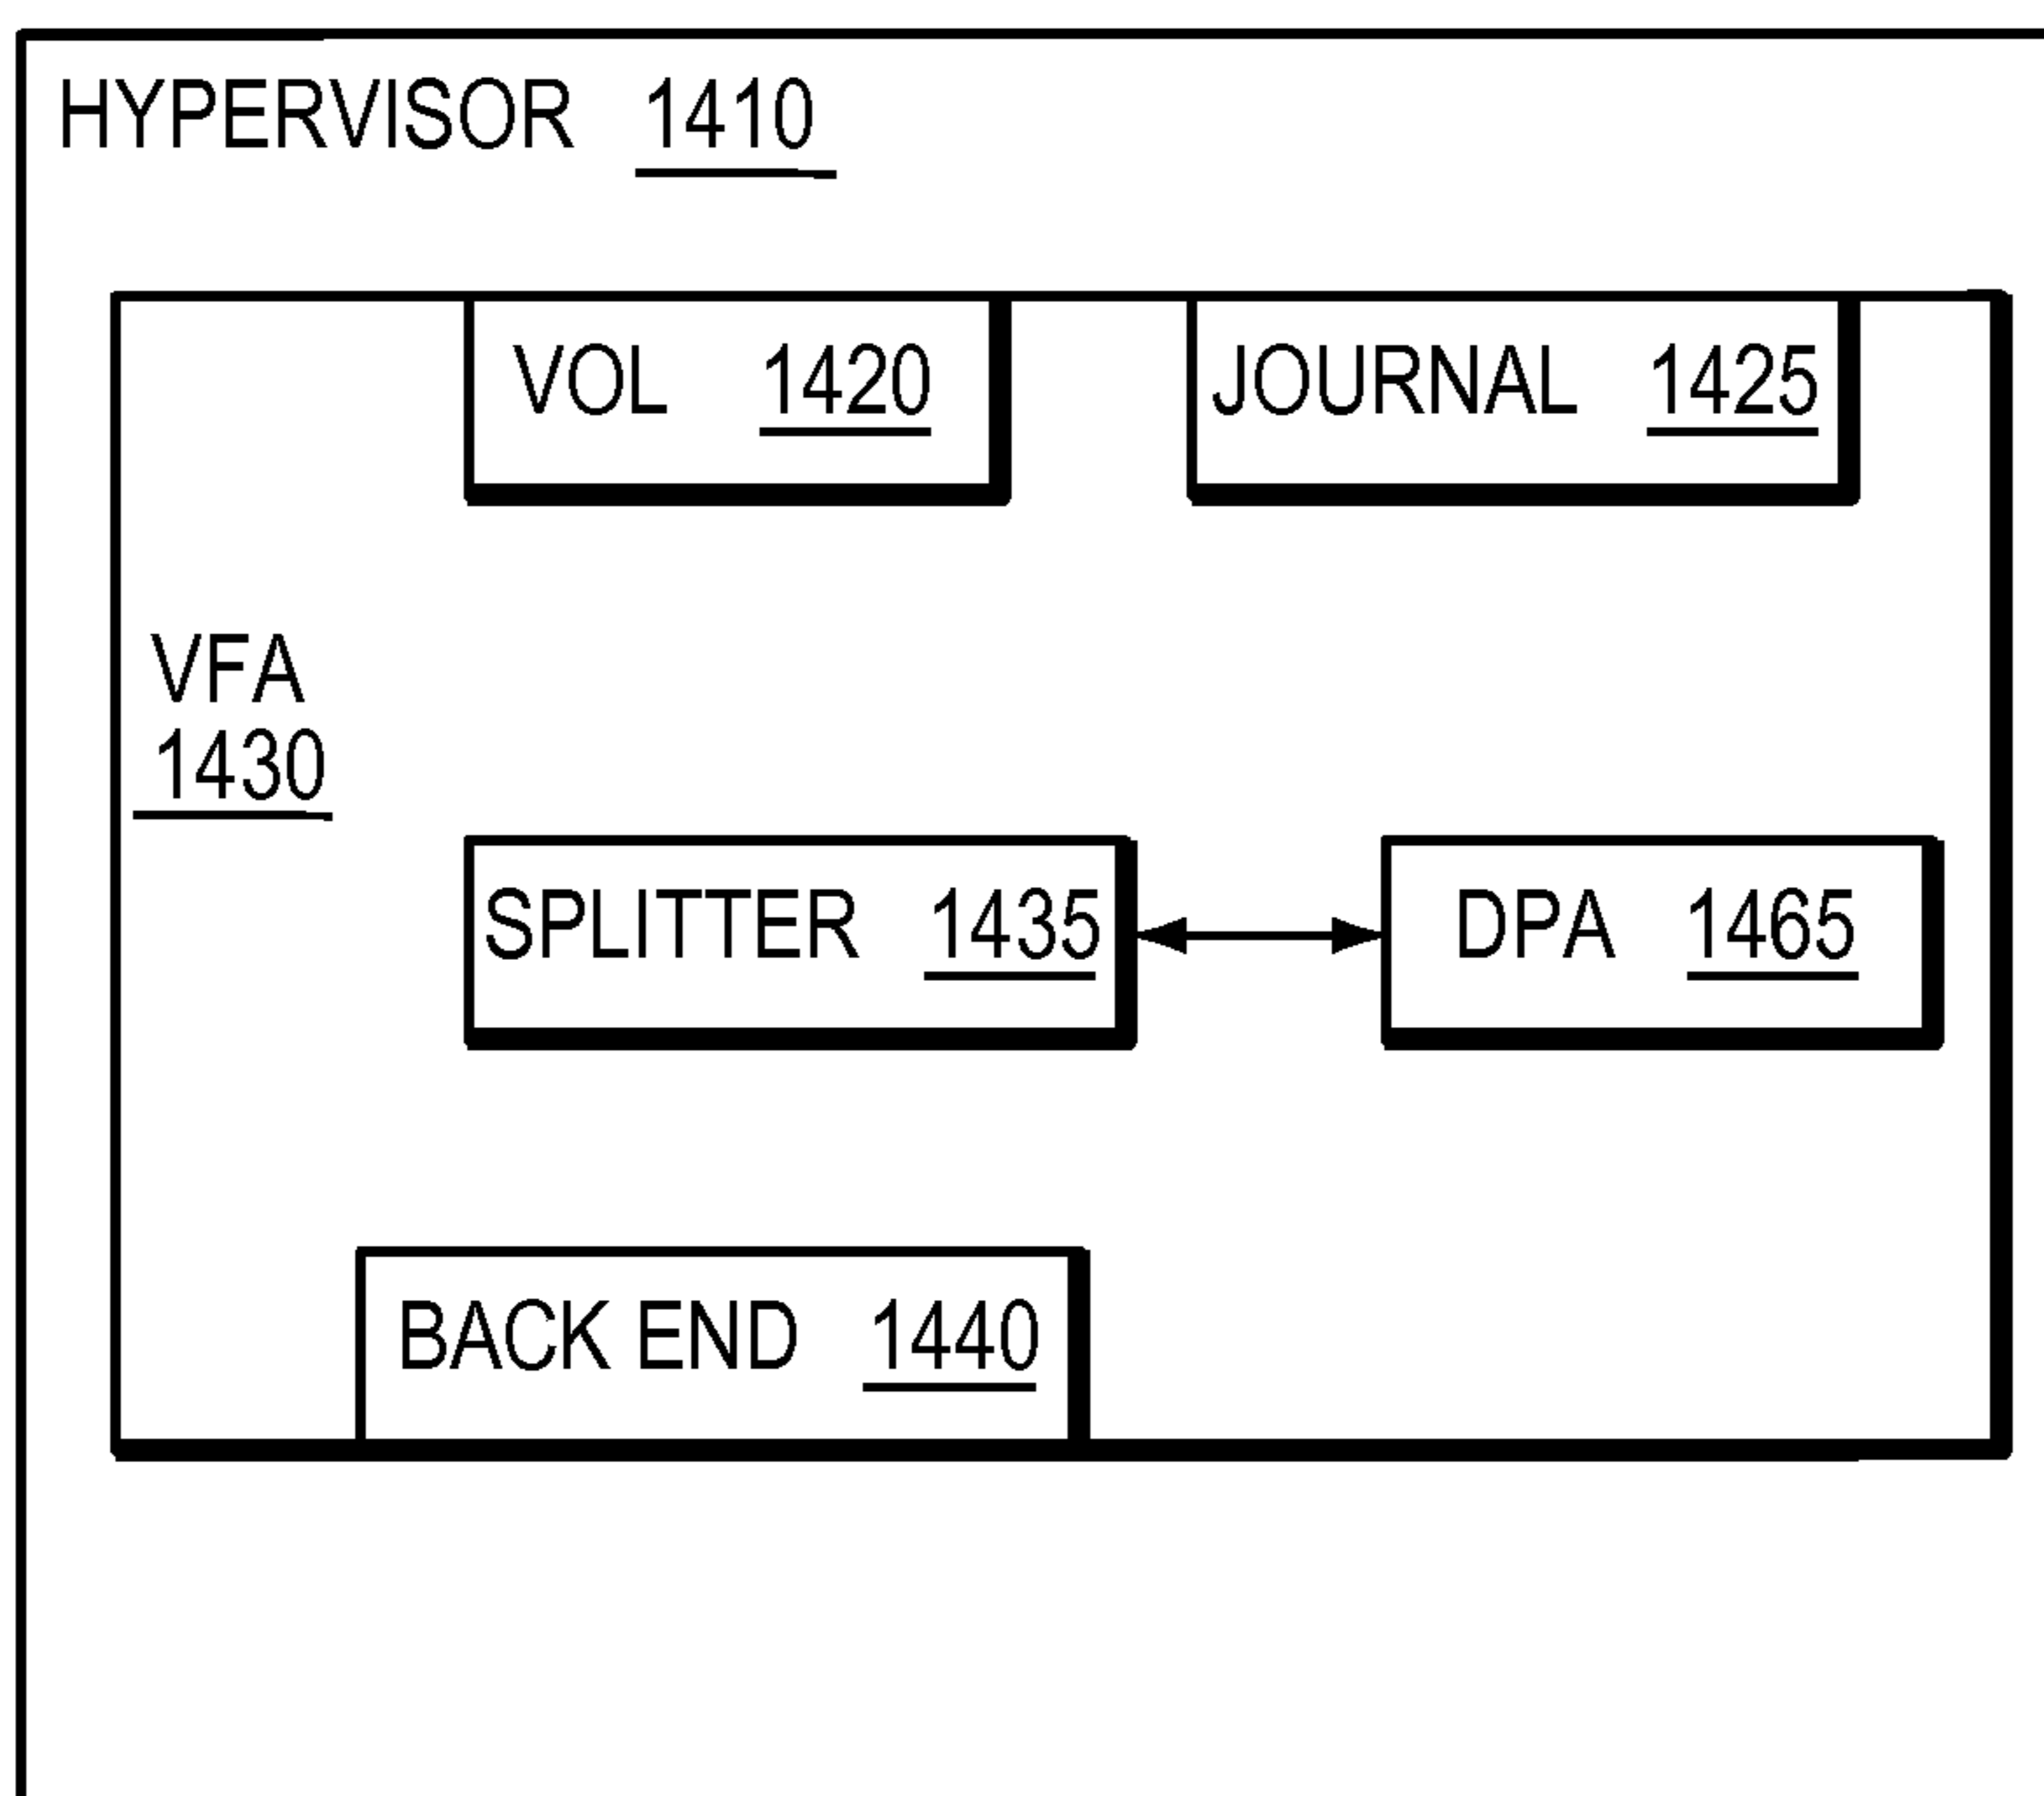 HYPERVISOR 1410
VOL 1420
JOURNAL 1425
VFA
1430
SPLITTER 1435
DPA 1465
BACK END 1440